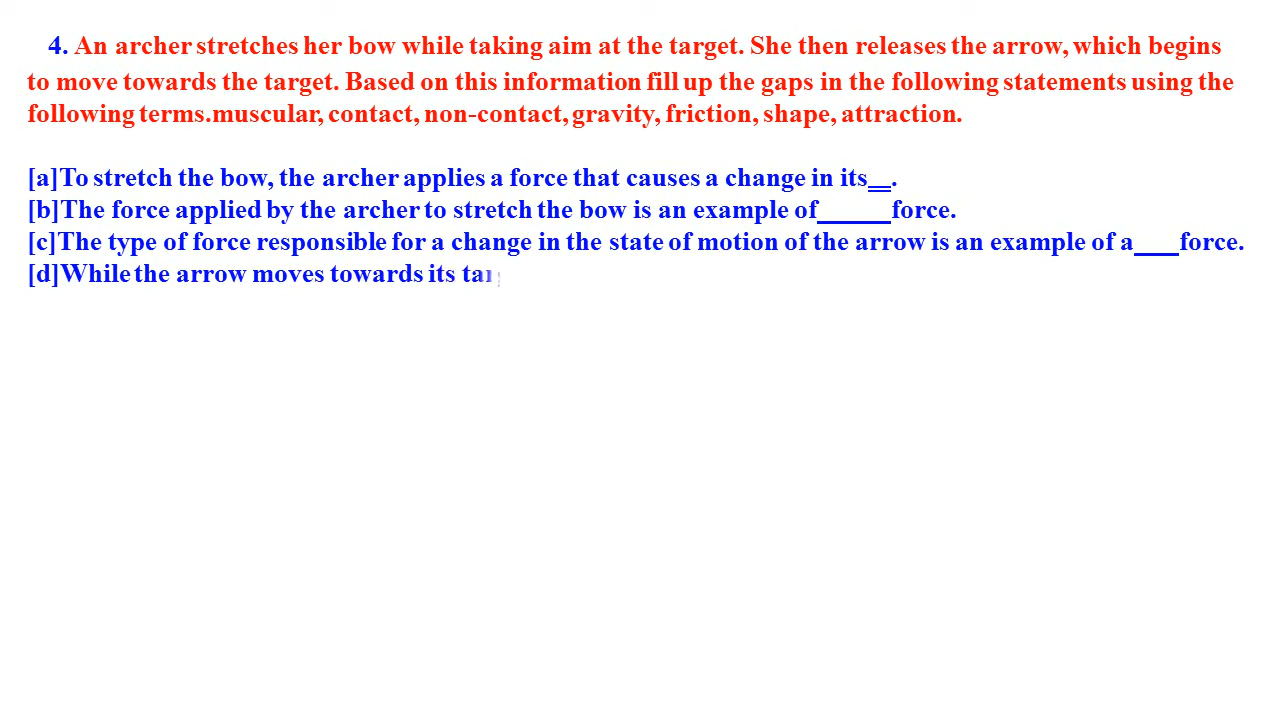 4. An archer stretches her bow while taking aim at the target. She then releases the arrow, which begins
to move towards the target. Based on this information fill up the gaps in the following statements using the
following terms.muscular, contact, non-contact, gravity, friction, shape, attraction.
[a]To stretch the bow, the archer applies a force that causes a change in its__.
[b]The force applied by the archer to stretch the bow is an example of_____force.
[c]The type of force responsible for a change in the state of motion of the arrow is an example of a___force.
[d]While the arrow moves towards its